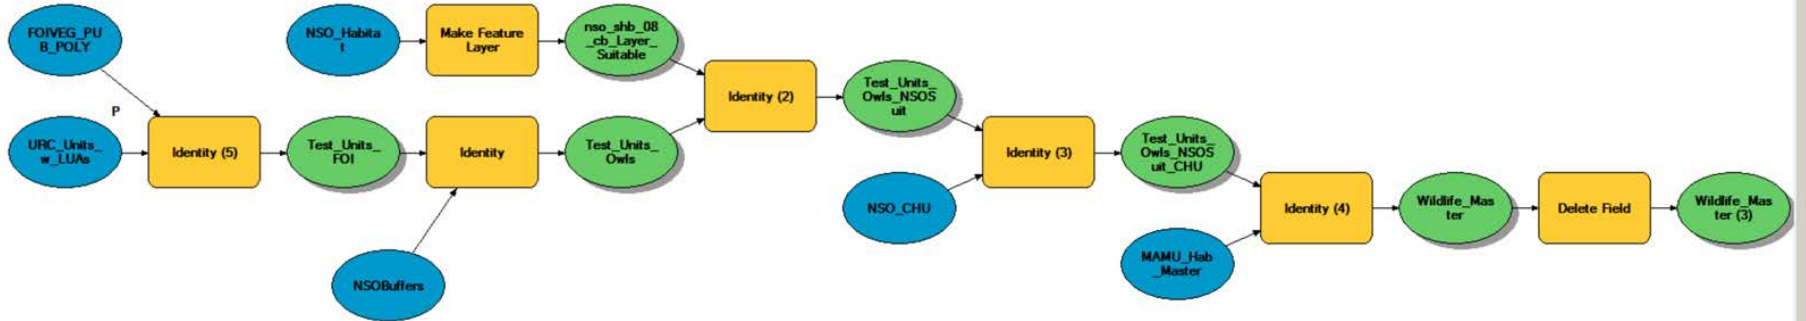 FOIVEG_PU
B_POLY
NSO_Habita
t
Make Feature
Layer
nso_shb_08
_cb_Layer_
Suitable
P
URC_Units_
w_LUAs
Identity (5)
Test_Units_
FOI
Identity
Test_Units_
Owls
NSOBuffers
Identity (2)
Test_Units_
Owls_NSOS
uit
NSO_CHU
Identity (3)
Test_Units_
Owls_NSOS
uit_CHU
MAMU_Hab
_Master
Identity (4)
Wildlife_Mas
ter
Delete Field
Wildlife_Mas
ter (3)